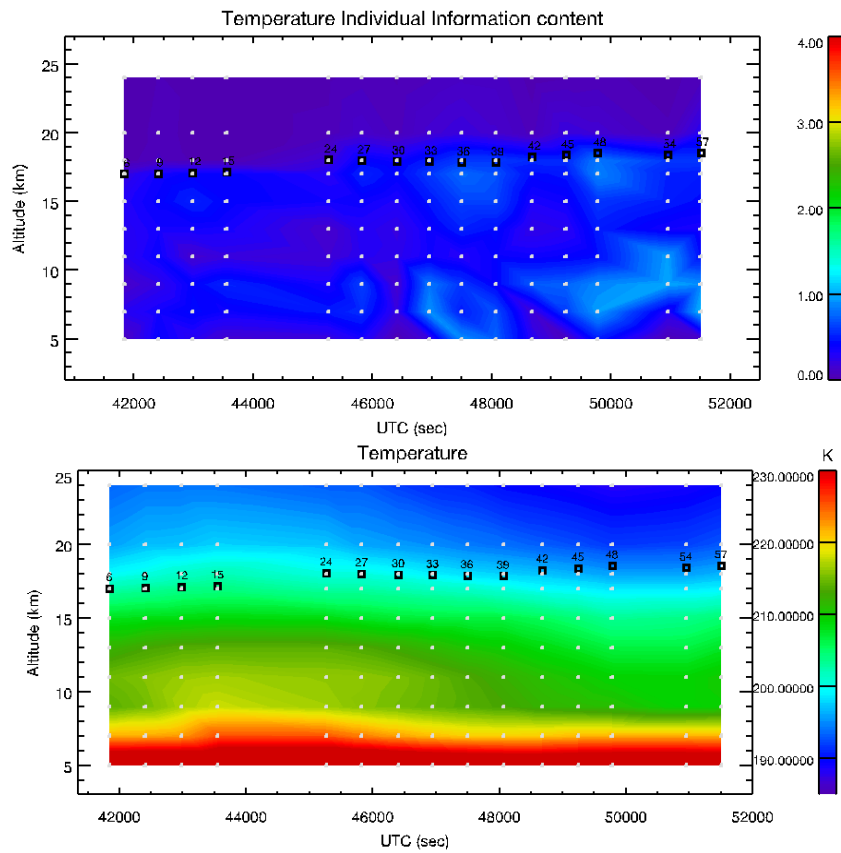 Temperature Individual Information content
25
20
15
10
5
Altitude (km)
6 9 12 15 24 27 30 33 36 39 42 45 48 54 57
42000 44000 46000 48000 50000 52000
UTC (sec)
4.00
3.00
2.00
1.00
0.00
Temperature
K
25
20
15
10
5
Altitude (km)
6 9 12 15 24 27 30 33 36 39 42 45 48 54 57
42000 44000 46000 48000 50000 52000
UTC (sec)
230.00000
220.00000
210.00000
200.00000
190.00000